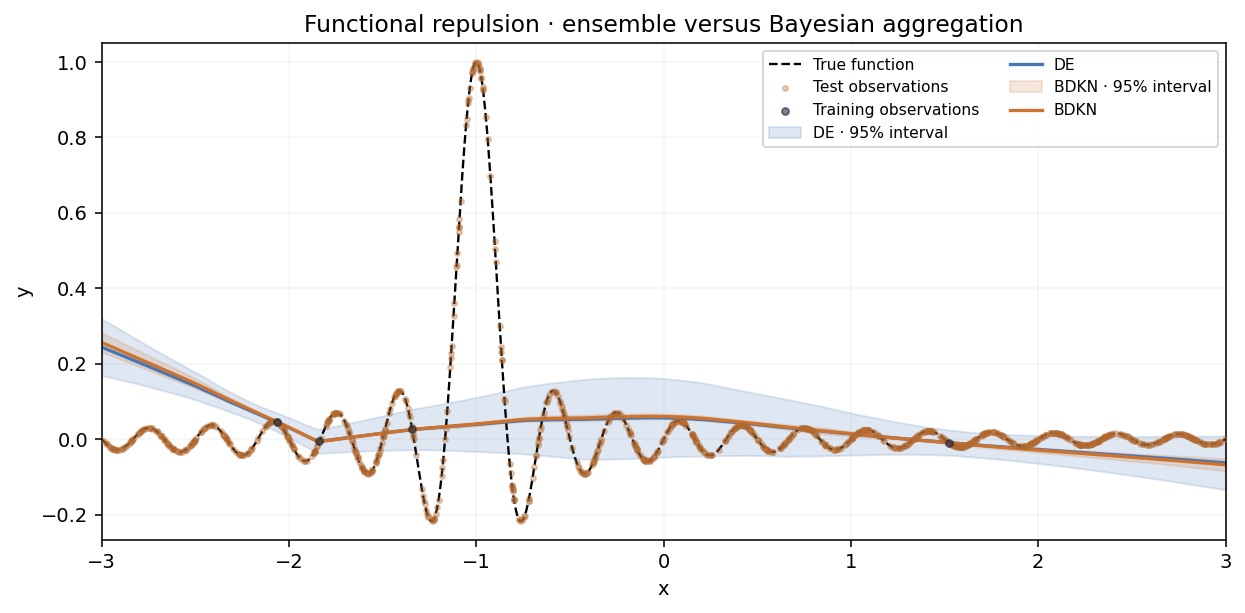 Functional repulsion · ensemble versus Bayesian aggregation
True function
Test observations
Training observations
DE · 95% interval
DE
BDKN · 95% interval
BDKN
y
1.0
0.8
0.6
0.4
0.2
0.0
−0.2
−3
−2
−1
0
1
2
3
x